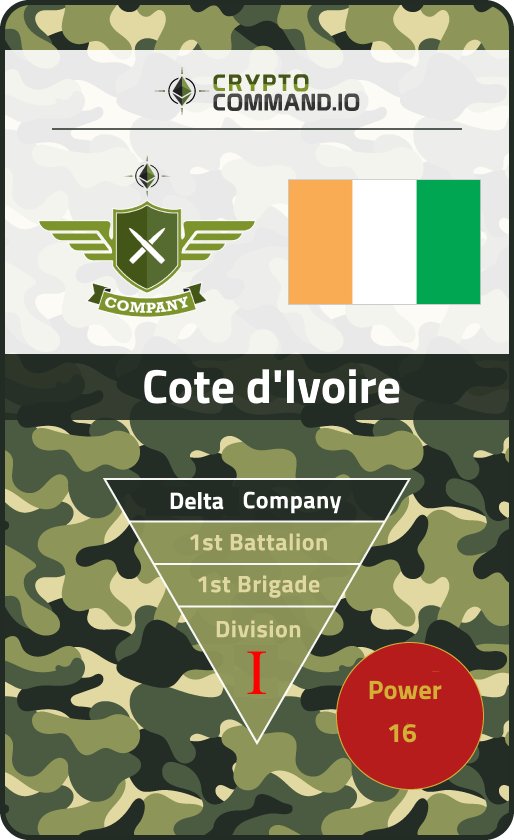 CRYPTO
COMMAND.IO
COMPANY
Cote d'Ivoire
Delta Company
1st Battalion
1st Brigade
Division
I
Power
16